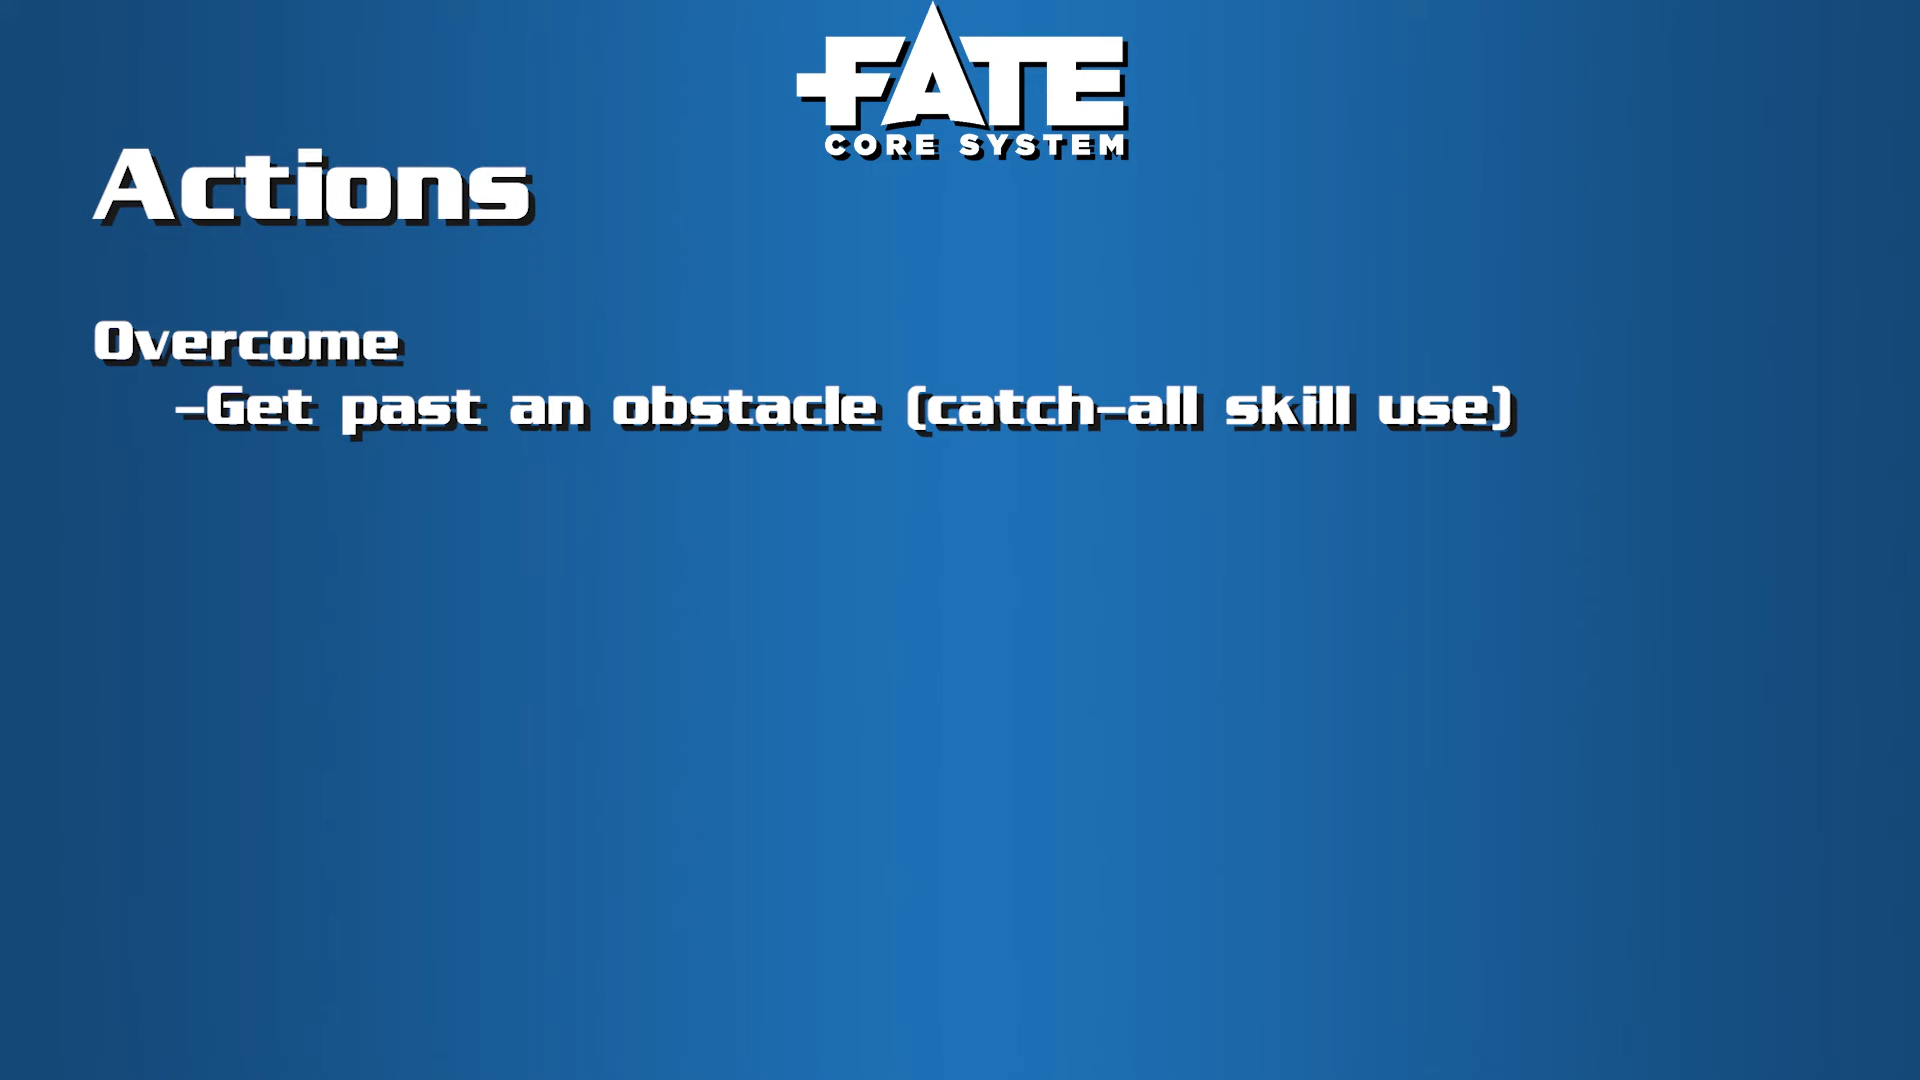 FATE
CORE SYSTEM
Actions
Overcome
-Get past an obstacle (catch-all skill use)